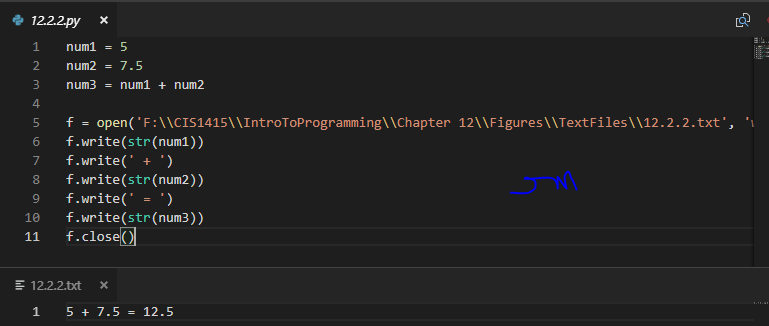 12.2.2.py ×
1 num1 = 5
2 num2 = 7.5
3 num3 = num1 + num2
4
5 f = open('F:\\CIS1415\\IntroToProgramming\\Chapter 12\\Figures\\TextFiles\\12.2.2.txt', 'w
6 f.write(str(num1))
7 f.write(' + ')
8 f.write(str(num2))
9 f.write(' = ')
10 f.write(str(num3))
11 f.close()
12.2.2.txt ×
1 5 + 7.5 = 12.5